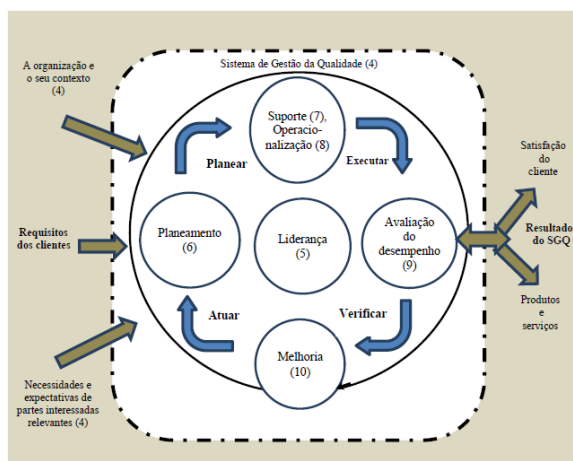 Sistema de Gestão da Qualidade (4)
A organização e
o seu contexto
(4)
Suporte (7),
Operacio-
nalização (8)
Planear
Executar
Satisfação
do
cliente
Requisitos
dos clientes
Planeamento
(6)
Liderança
(5)
Avaliação
do
desempenho
(9)
Resultado
do SGQ
Atuar
Verificar
Produtos
e
serviços
Melhoria
(10)
Necessidades e
expectativas de
partes interessadas
relevantes (4)